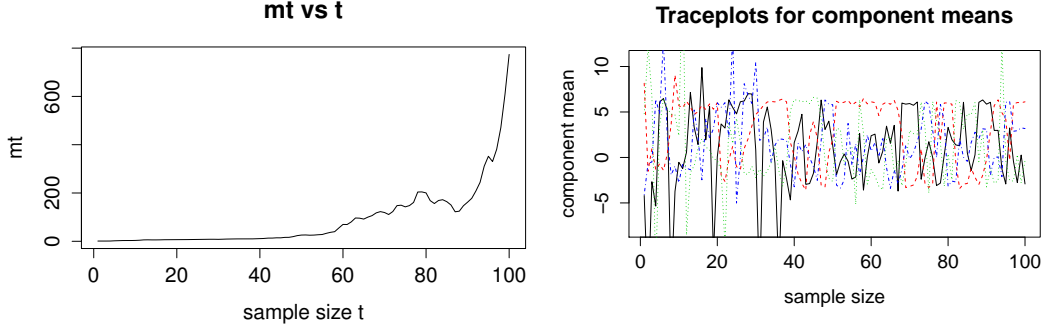 mt vs t
mt
600
200
0
0 20 40 60 80 100
sample size t
Traceplots for component means
component mean
10
5
0
−5
0 20 40 60 80 100
sample size